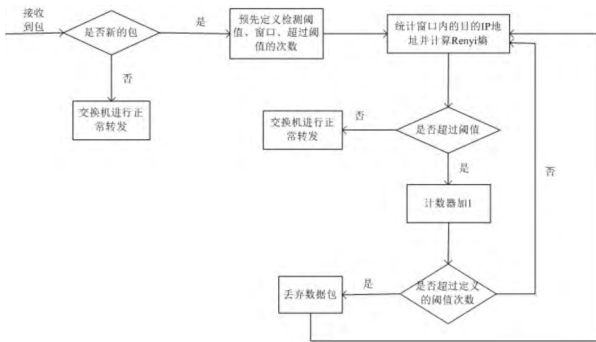 接收
到包
是否新的包
是
预先定义检测阈
值、窗口、超过阈
值的次数
统计窗口内的目的IP地
址并计算Renyi熵
否
交换机进行正
常转发
交换机进行正
常转发
否
是否超过阈值
是
否
计数器加1
丢弃数据包
是
是否超过定义
的阈值次数